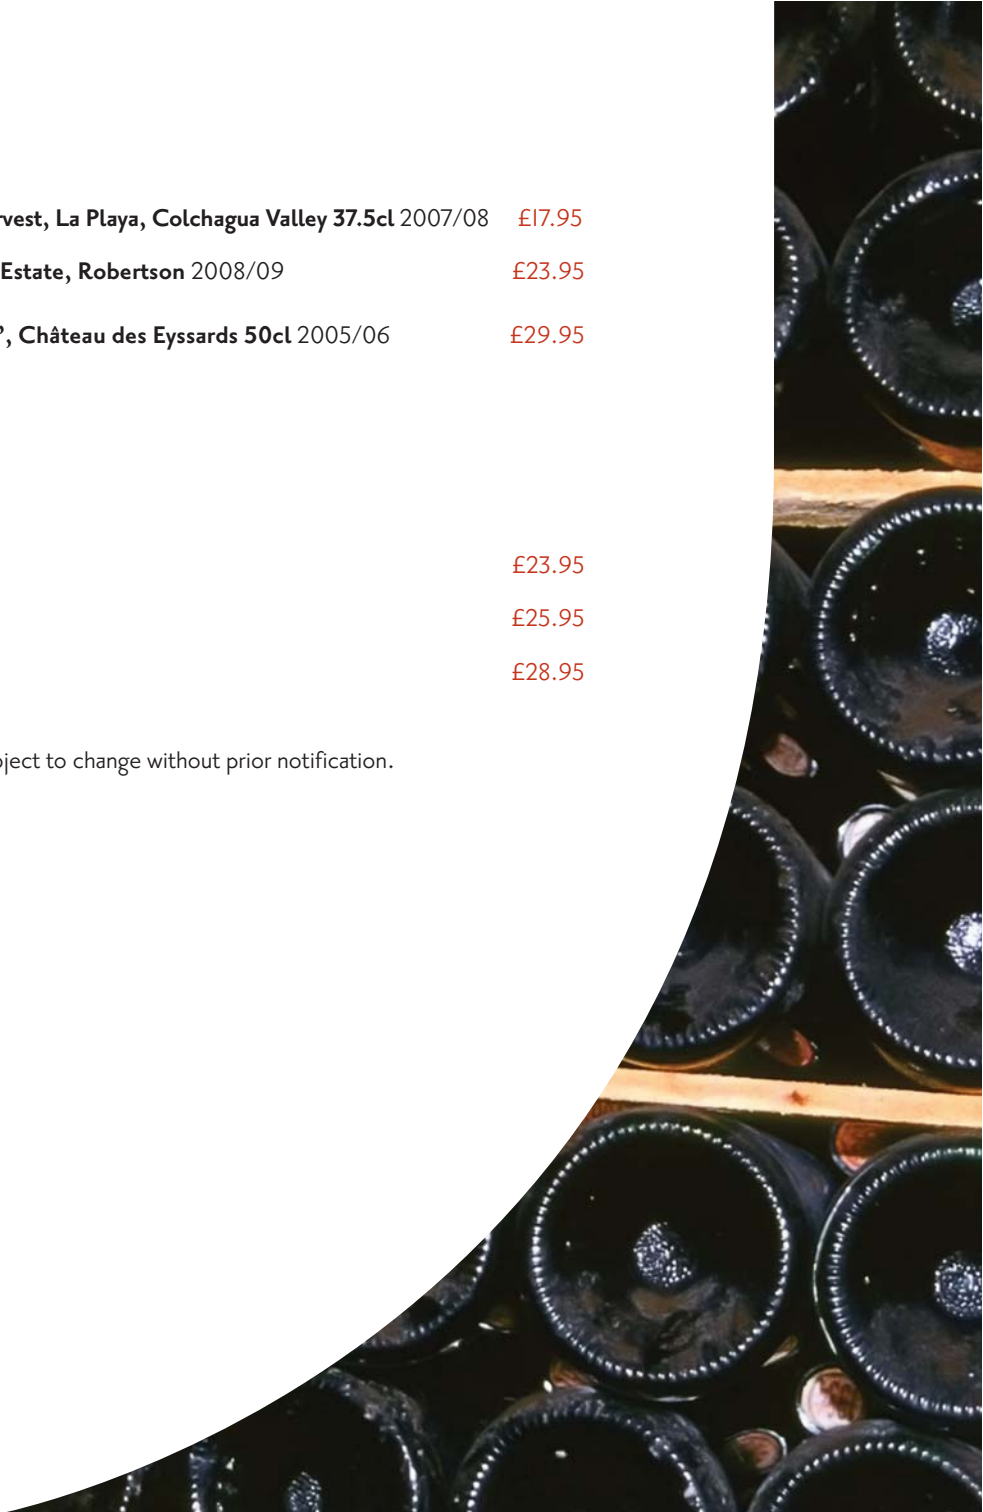 rvest, La Playa, Colchagua Valley 37.5cl 2007/08 £17.95
Estate, Robertson 2008/09 £23.95
’, Château des Eyssards 50cl 2005/06 £29.95
£23.95
£25.95
£28.95
ject to change without prior notification.